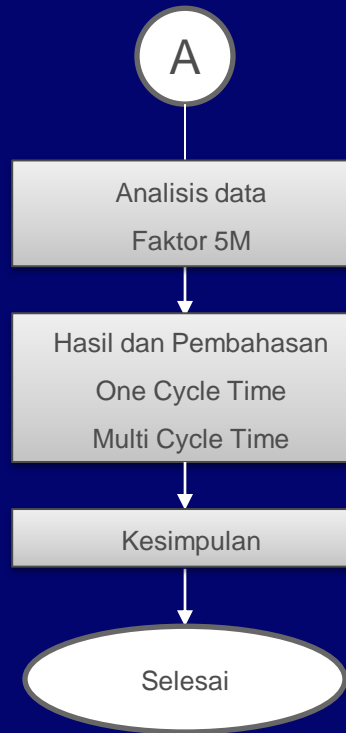 A
Analisis data
Faktor 5M
Hasil dan Pembahasan
One Cycle Time
Multi Cycle Time
Kesimpulan
Selesai